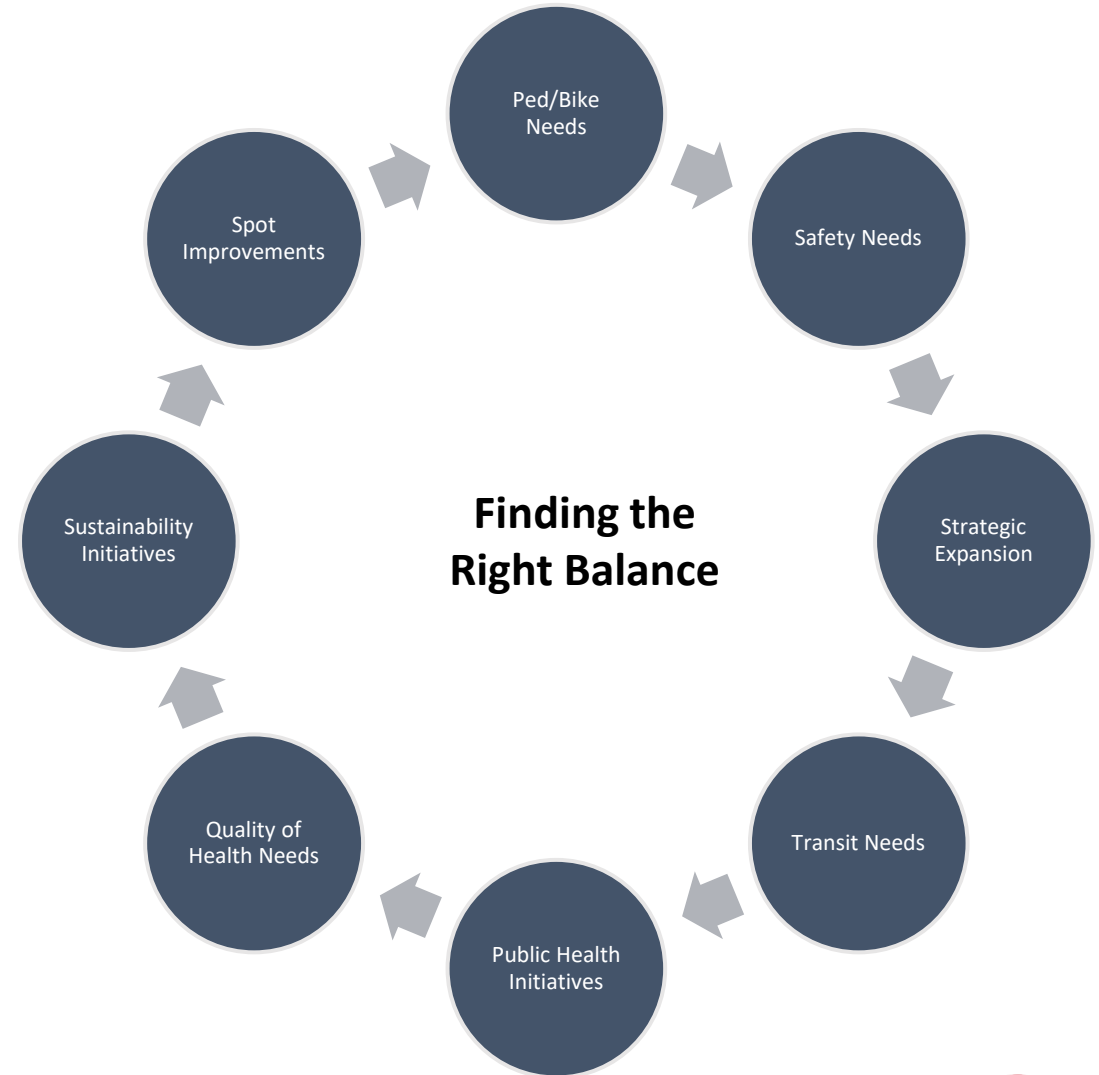 Ped/Bike
Needs
Safety Needs
Strategic
Expansion
Transit Needs
Public Health
Initiatives
Quality of
Health Needs
Sustainability
Initiatives
Spot
Improvements
Finding the
Right Balance